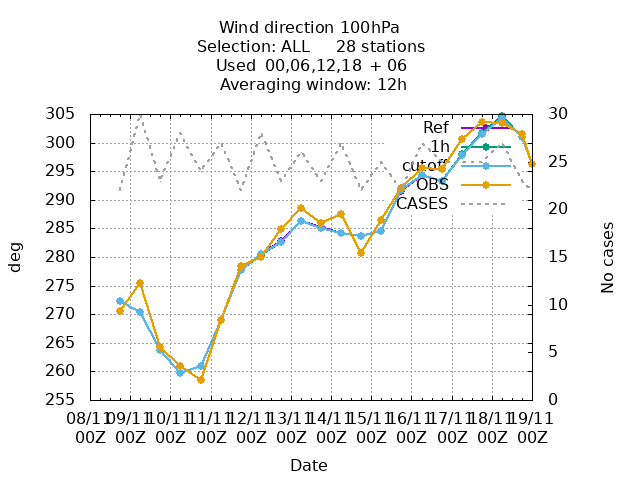 Wind direction 100hPa
Selection: ALL     28 stations
Used 00,06,12,18 + 06
Averaging window: 12h
305
300
295
290
285
280
275
270
265
260
255
deg
30
25
20
15
10
5
0
No cases
Ref
1h
cutoff
OBS
CASES
08/11 09/11 10/11 11/11 12/11 13/11 14/11 15/11 16/11 17/11 18/11 19/11
00Z 00Z 00Z 00Z 00Z 00Z 00Z 00Z 00Z 00Z 00Z 00Z
Date